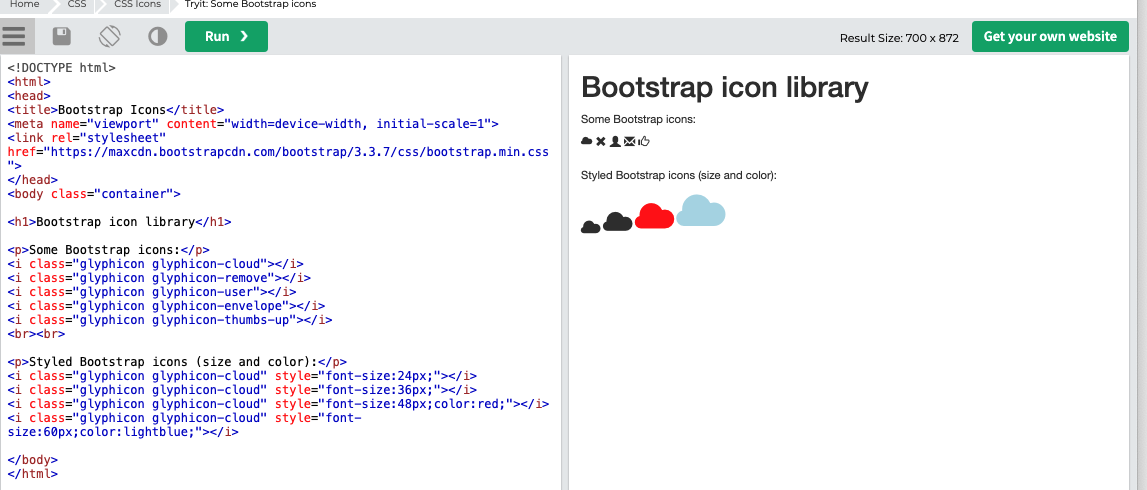 Home CSS CSS Icons Tryit: Some Bootstrap icons
Run ❯ Result Size: 700 x 872 Get your own website
<!DOCTYPE html>
<html>
<head>
<title>Bootstrap Icons</title>
<meta name="viewport" content="width=device-width, initial-scale=1">
<link rel="stylesheet"
href="https://maxcdn.bootstrapcdn.com/bootstrap/3.3.7/css/bootstrap.min.css
">
</head>
<body class="container">
<h1>Bootstrap icon library</h1>
<p>Some Bootstrap icons:</p>
<i class="glyphicon glyphicon-cloud"></i>
<i class="glyphicon glyphicon-remove"></i>
<i class="glyphicon glyphicon-user"></i>
<i class="glyphicon glyphicon-envelope"></i>
<i class="glyphicon glyphicon-thumbs-up"></i>
<br><br>
<p>Styled Bootstrap icons (size and color):</p>
<i class="glyphicon glyphicon-cloud" style="font-size:24px;"></i>
<i class="glyphicon glyphicon-cloud" style="font-size:36px;"></i>
<i class="glyphicon glyphicon-cloud" style="font-size:48px;color:red;"></i>
<i class="glyphicon glyphicon-cloud" style="font-
size:60px;color:lightblue;"></i>
</body>
</html>
Bootstrap icon library
Some Bootstrap icons:
Styled Bootstrap icons (size and color):